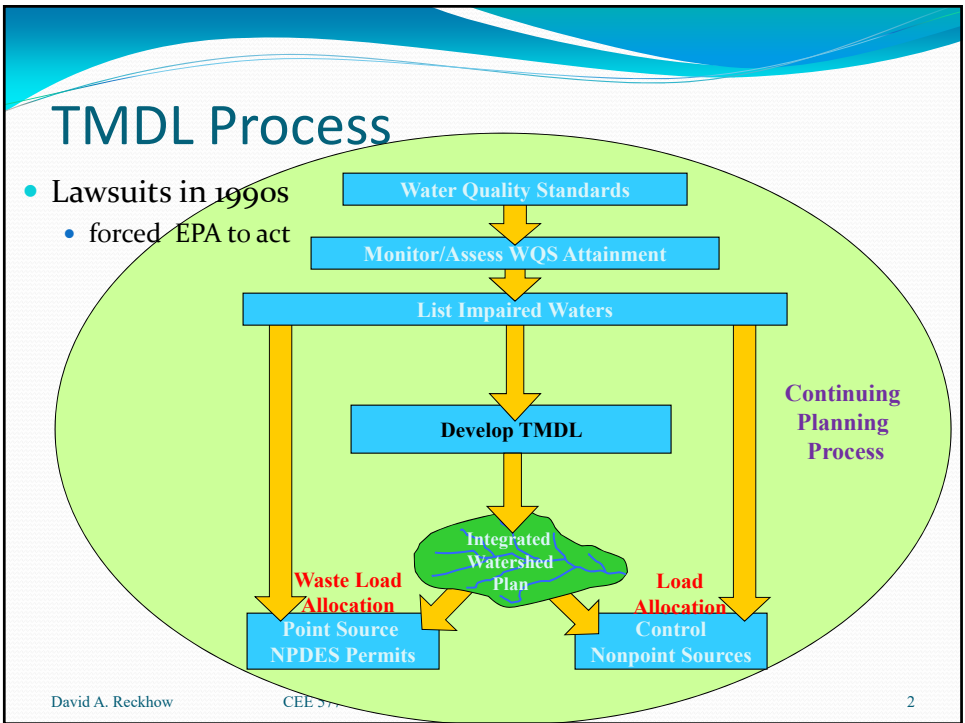 TMDL Process
Lawsuits in 1990s
forced EPA to act
Water Quality Standards
Monitor/Assess WQS Attainment
List Impaired Waters
Continuing
Planning
Process
Develop TMDL
Integrated
Watershed
Plan
Waste Load
Allocation
Load
Allocation
Point Source
NPDES Permits
Control
Nonpoint Sources
David A. Reckhow
CEE
2